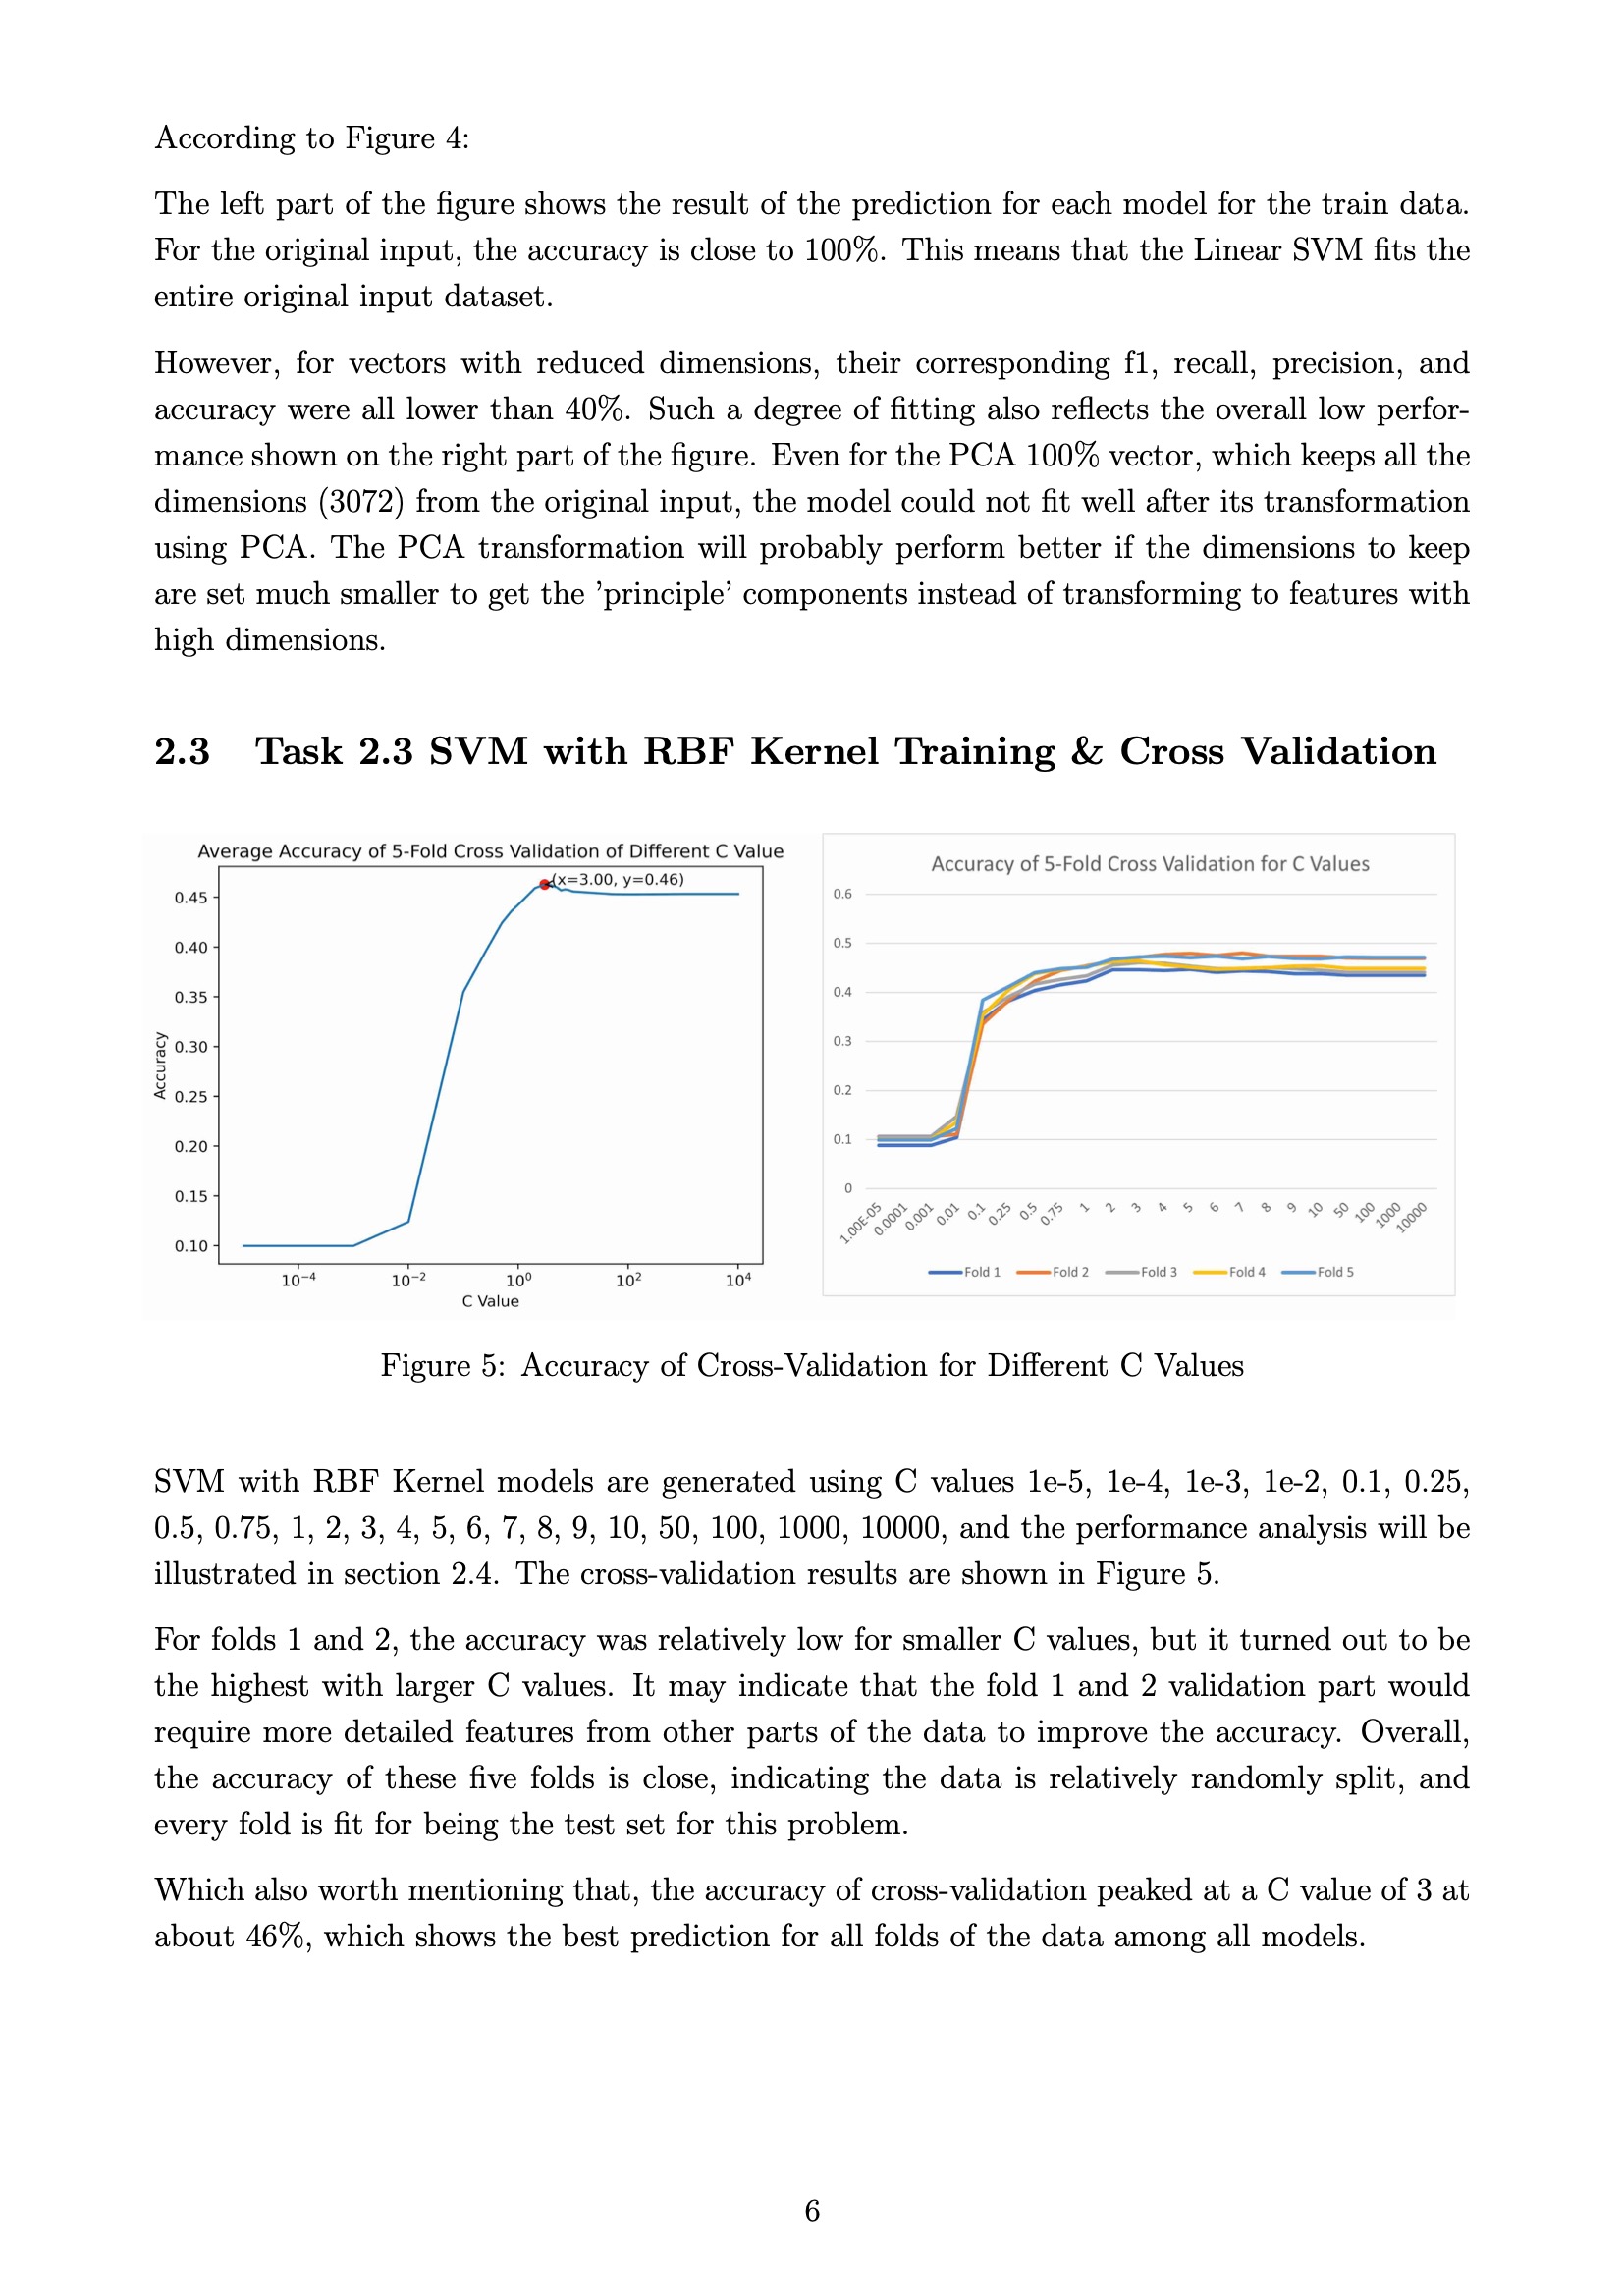 According to Figure 4:
The left part of the figure shows the result of the prediction for each model for the train data.
For the original input, the accuracy is close to 100%. This means that the Linear SVM fits the
entire original input dataset.
However, for vectors with reduced dimensions, their corresponding f1, recall, precision, and
accuracy were all lower than 40%. Such a degree of fitting also reflects the overall low perfor-
mance shown on the right part of the figure. Even for the PCA 100% vector, which keeps all the
dimensions (3072) from the original input, the model could not fit well after its transformation
using PCA. The PCA transformation will probably perform better if the dimensions to keep
are set much smaller to get the 'principle' components instead of transforming to features with
high dimensions.
2.3 Task 2.3 SVM with RBF Kernel Training & Cross Validation
Average Accuracy of 5-Fold Cross Validation of Different C Value
(x=3.00, y=0.46)
0.45
0.40
0.35
0.30
0.25
0.20
0.15
0.10
Accuracy
10⁻⁴ 10⁻² 10⁰ 10² 10⁴
C Value
Accuracy of 5-Fold Cross Validation for C Values
0.6
0.5
0.4
0.3
0.2
0.1
0
1.00E-05 0.0001 0.001 0.01 0.1 0.25 0.5 0.75 1 2 3 4 5 6 7 8 9 10 50 100 1000 10000
Fold 1 Fold 2 Fold 3 Fold 4 Fold 5
Figure 5: Accuracy of Cross-Validation for Different C Values
SVM with RBF Kernel models are generated using C values 1e-5, 1e-4, 1e-3, 1e-2, 0.1, 0.25,
0.5, 0.75, 1, 2, 3, 4, 5, 6, 7, 8, 9, 10, 50, 100, 1000, 10000, and the performance analysis will be
illustrated in section 2.4. The cross-validation results are shown in Figure 5.
For folds 1 and 2, the accuracy was relatively low for smaller C values, but it turned out to be
the highest with larger C values. It may indicate that the fold 1 and 2 validation part would
require more detailed features from other parts of the data to improve the accuracy. Overall,
the accuracy of these five folds is close, indicating the data is relatively randomly split, and
every fold is fit for being the test set for this problem.
Which also worth mentioning that, the accuracy of cross-validation peaked at a C value of 3 at
about 46%, which shows the best prediction for all folds of the data among all models.
6